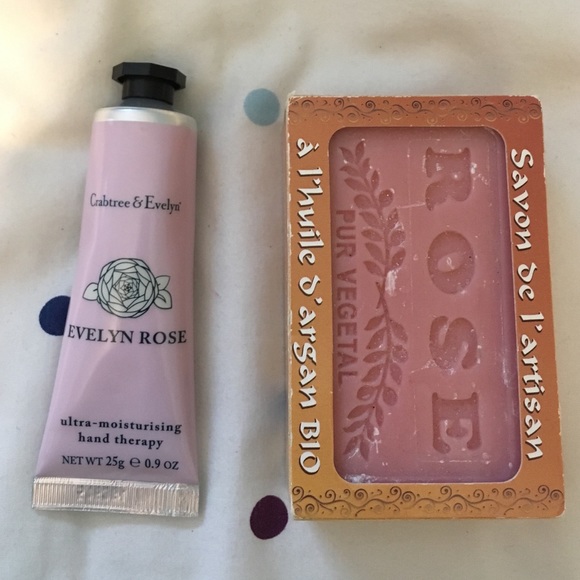 Crabtree & Evelyn®
EVELYN ROSE
ultra-moisturising
hand therapy
NET WT 25g ℮ 0.9 OZ
Savon de l'artisan
ROSE
PUR VEGETAL
à l'huile d'argan BIO